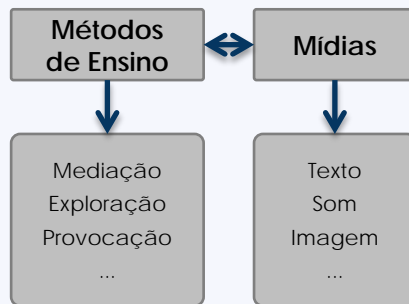 Métodos
de Ensino
Mídias
Mediação
Exploração
Provocação
...
Texto
Som
Imagem
...